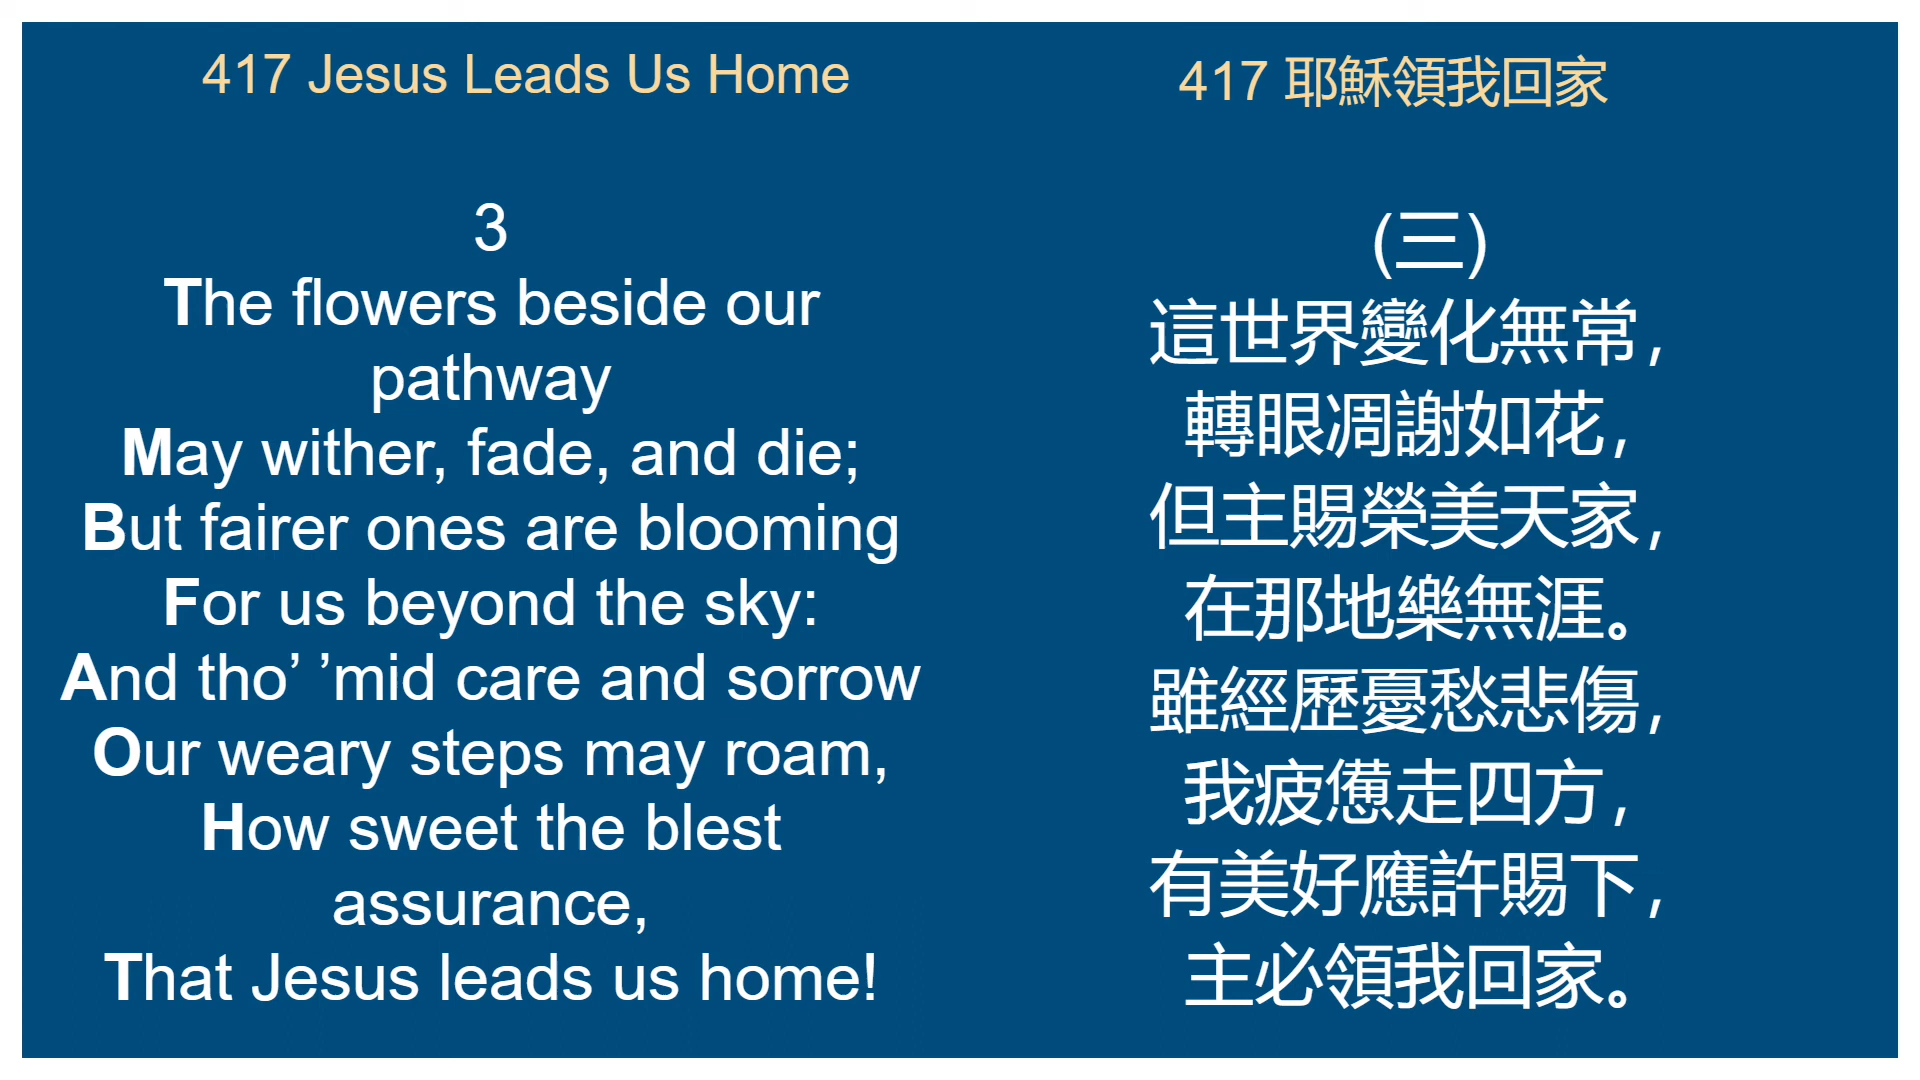 417 Jesus Leads Us Home
3
The flowers beside our
pathway
May wither, fade, and die;
But fairer ones are blooming
For us beyond the sky:
And tho’ ’mid care and sorrow
Our weary steps may roam,
How sweet the blest
assurance,
That Jesus leads us home!
417 耶穌領我回家
(三)
這世界變化無常,
轉眼凋謝如花,
但主賜榮美天家,
在那地樂無涯。
雖經歷憂愁悲傷,
我疲憊走四方,
有美好應許賜下,
主必領我回家。